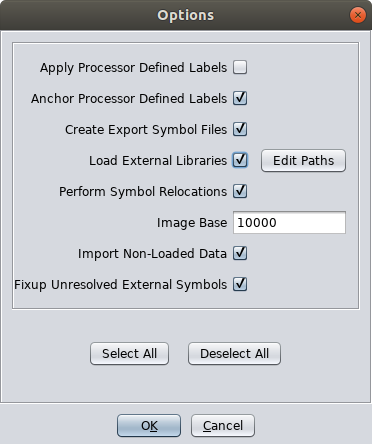 Options
Apply Processor Defined Labels
Anchor Processor Defined Labels
Create Export Symbol Files
Load External Libraries Edit Paths
Perform Symbol Relocations
Image Base 10000
Import Non-Loaded Data
Fixup Unresolved External Symbols
Select All Deselect All
OK Cancel